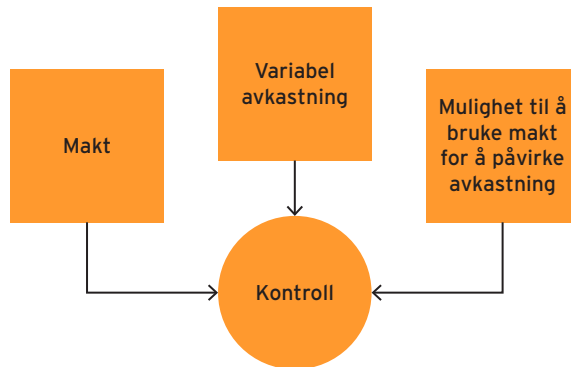 Makt
Variabel
avkastning
Mulighet til å
bruke makt
for å påvirke
avkastning
Kontroll